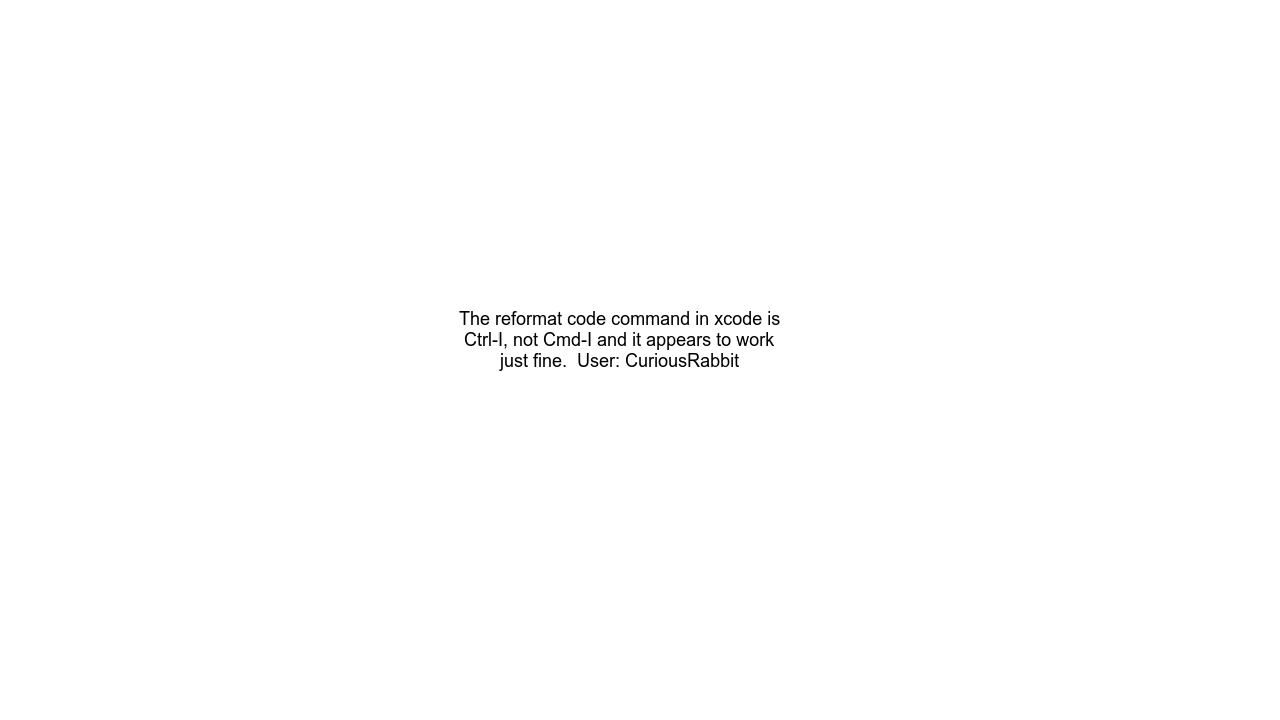 The reformat code command in xcode is
Ctrl-I, not Cmd-I and it appears to work
just fine.  User: CuriousRabbit